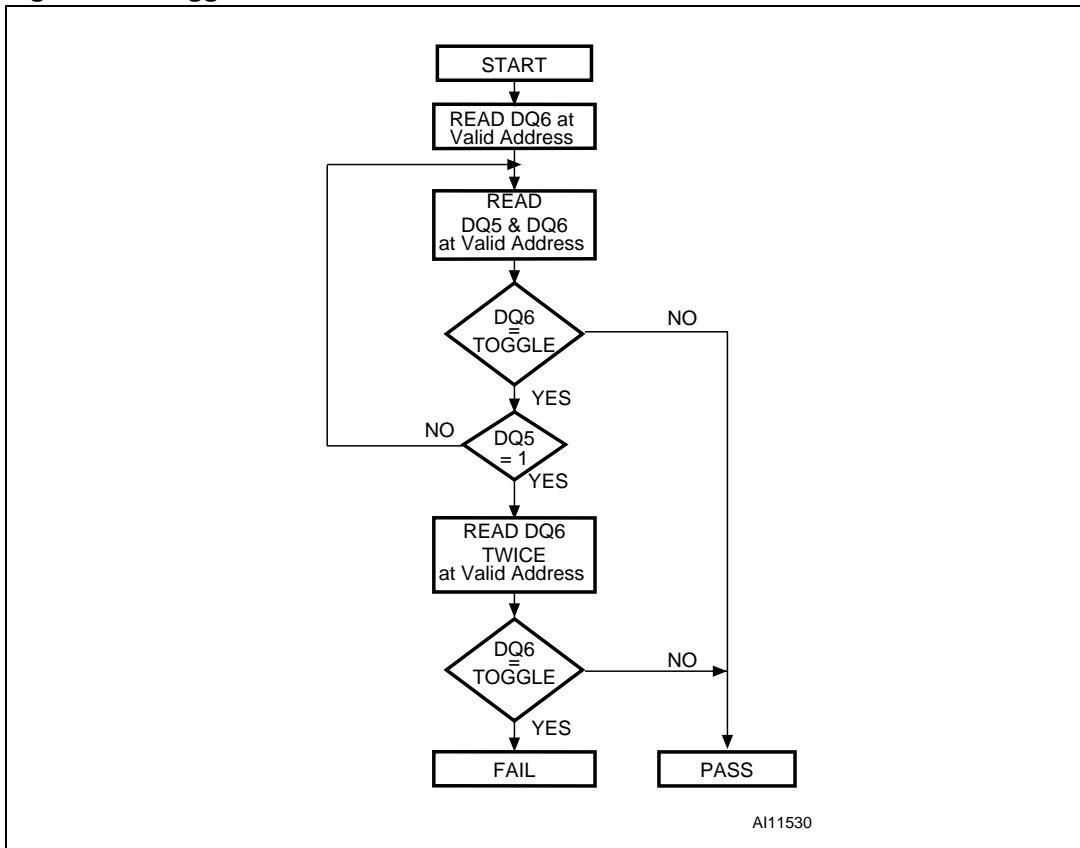 START
READ DQ6 at
Valid Address
READ
DQ5 & DQ6
at Valid Address
DQ6
=
TOGGLE
NO
YES
NO
DQ5
= 1
YES
READ DQ6
TWICE
at Valid Address
DQ6
=
TOGGLE
NO
YES
FAIL
PASS
AI11530